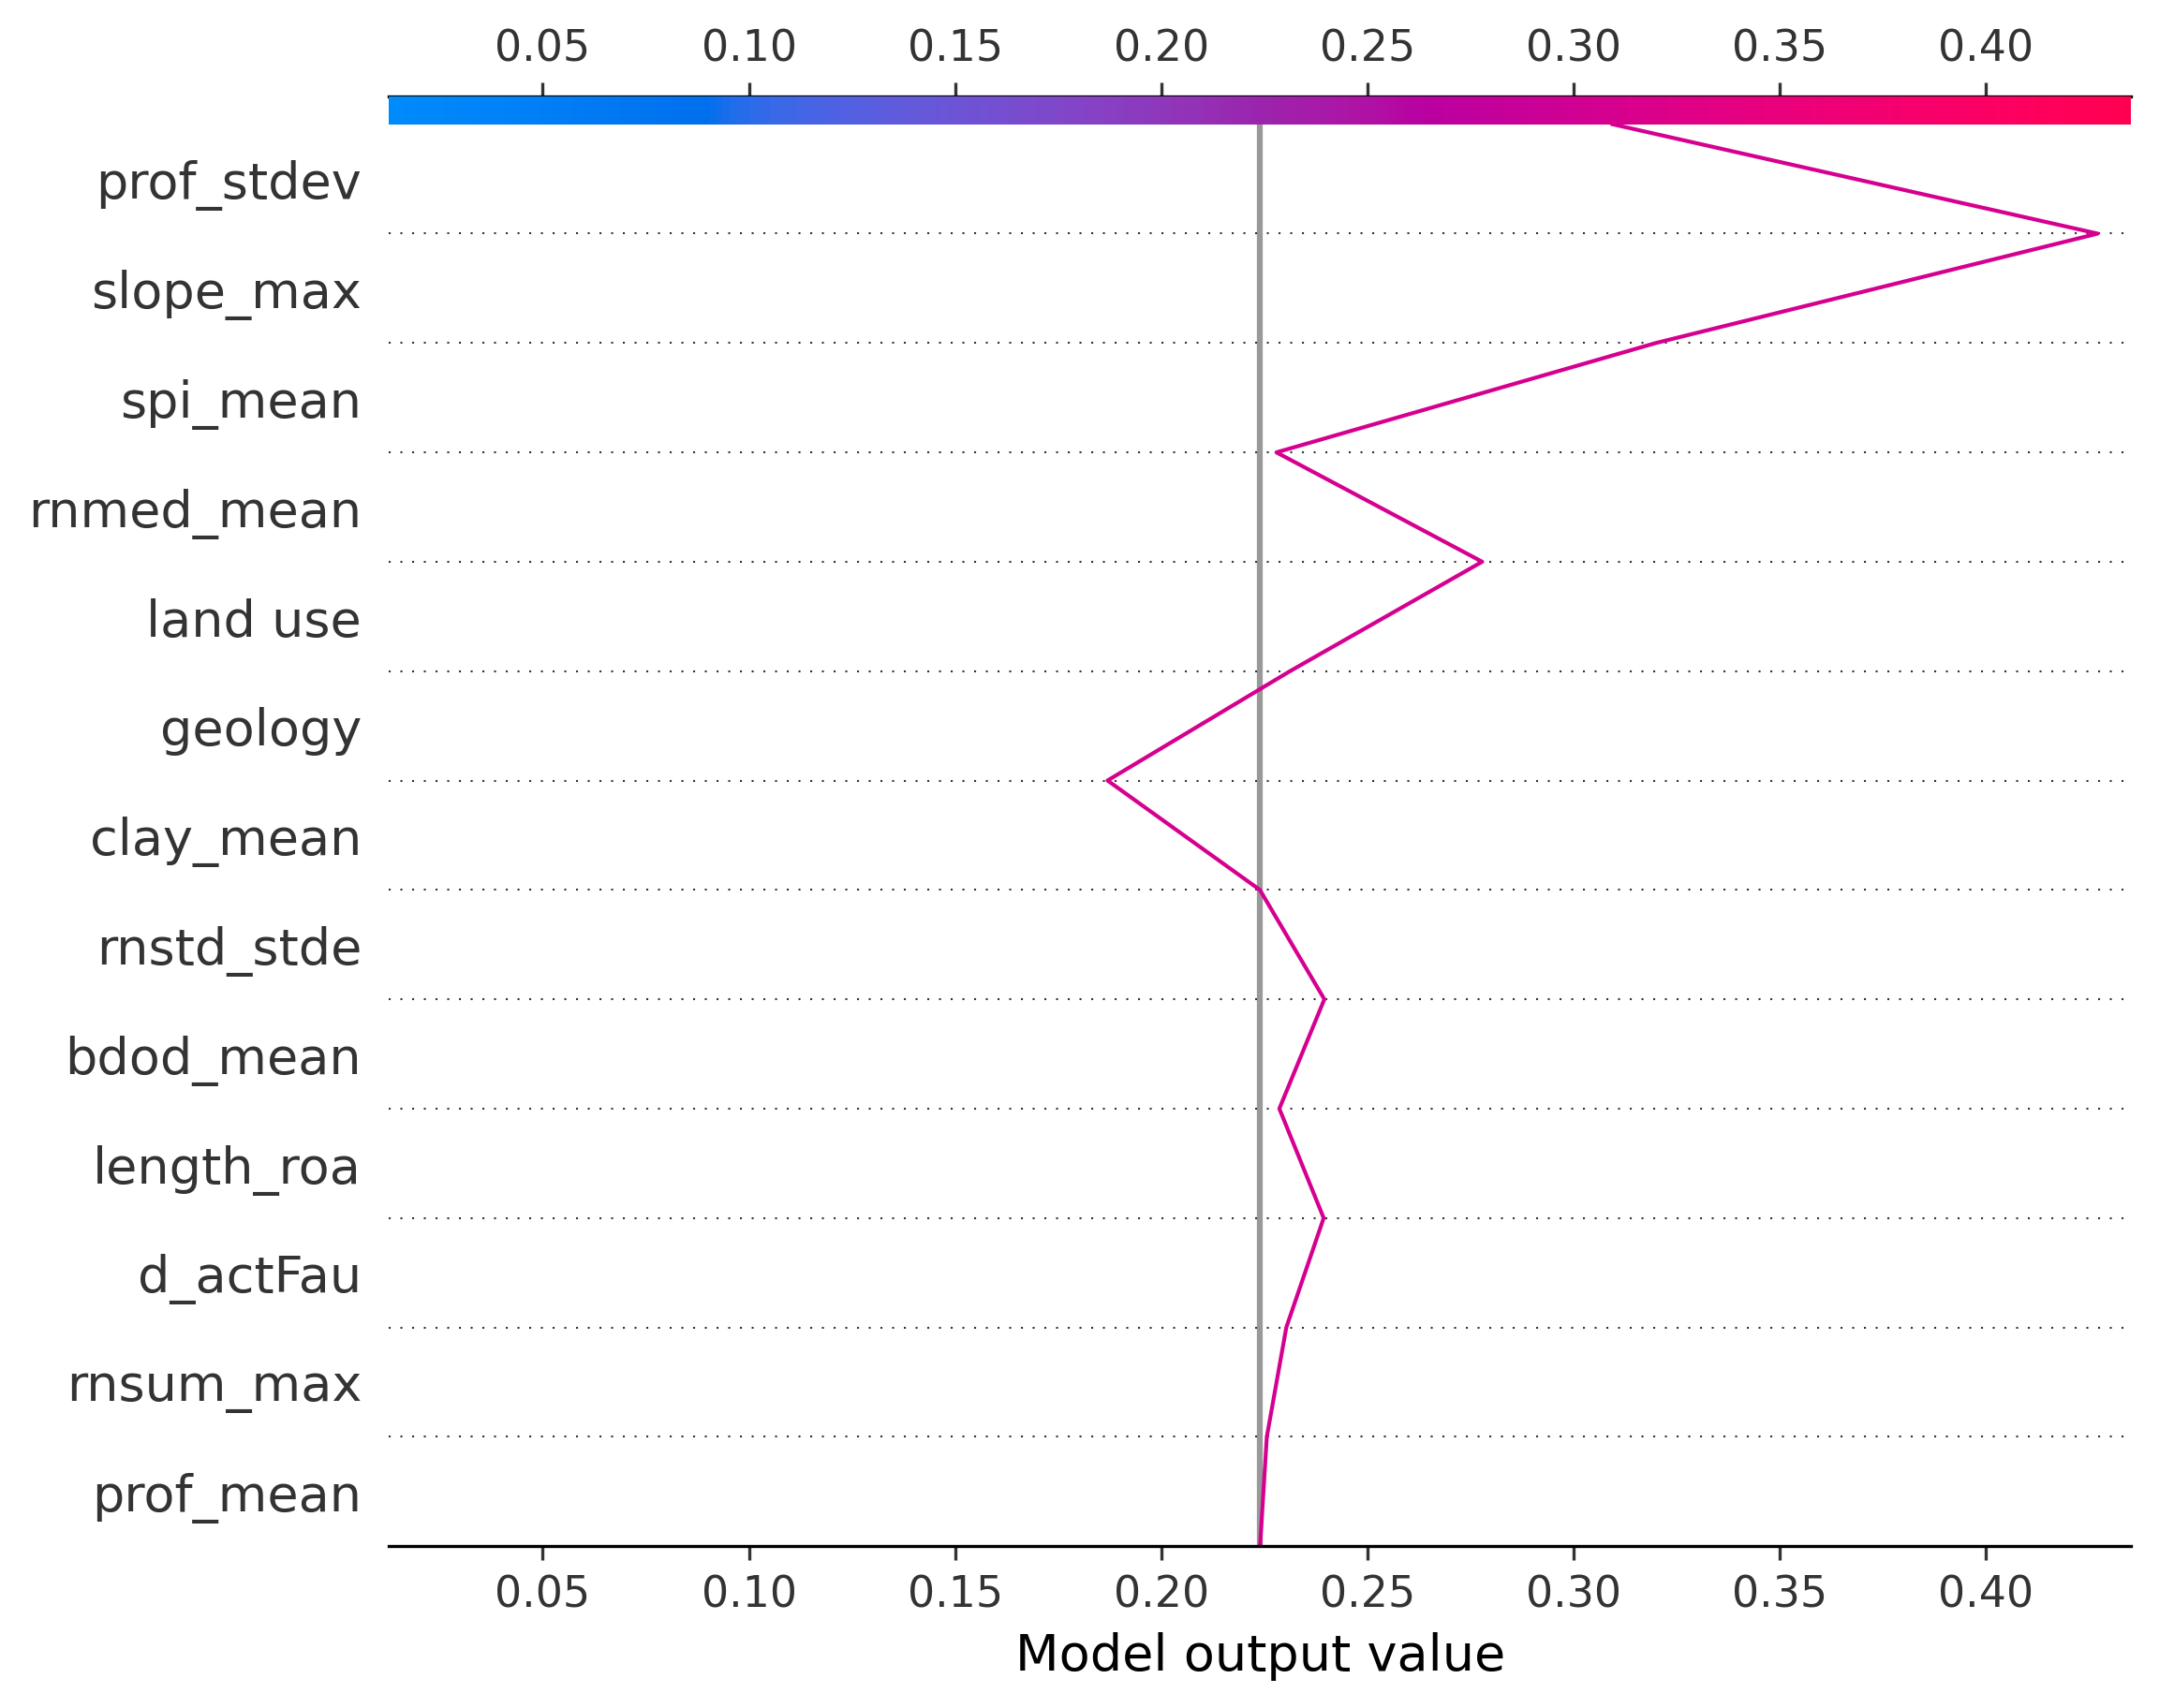 0.05 0.10 0.15 0.20 0.25 0.30 0.35 0.40
prof_stdev
slope_max
spi_mean
rnmed_mean
land use
geology
clay_mean
rnstd_stde
bdod_mean
length_roa
d_actFau
rnsum_max
prof_mean
0.05 0.10 0.15 0.20 0.25 0.30 0.35 0.40
Model output value